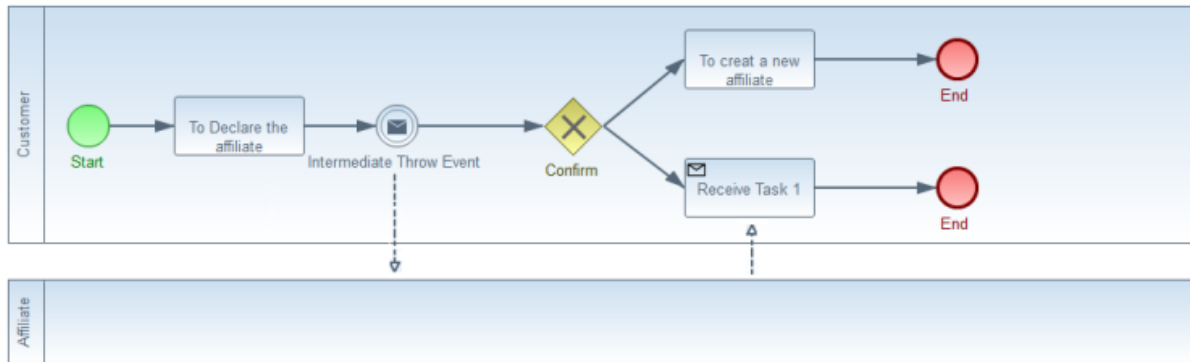 Customer
Start
To Declare the
affiliate
Intermediate Throw Event
Confirm
To creat a new
affiliate
End
Receive Task 1
End
Affiliate